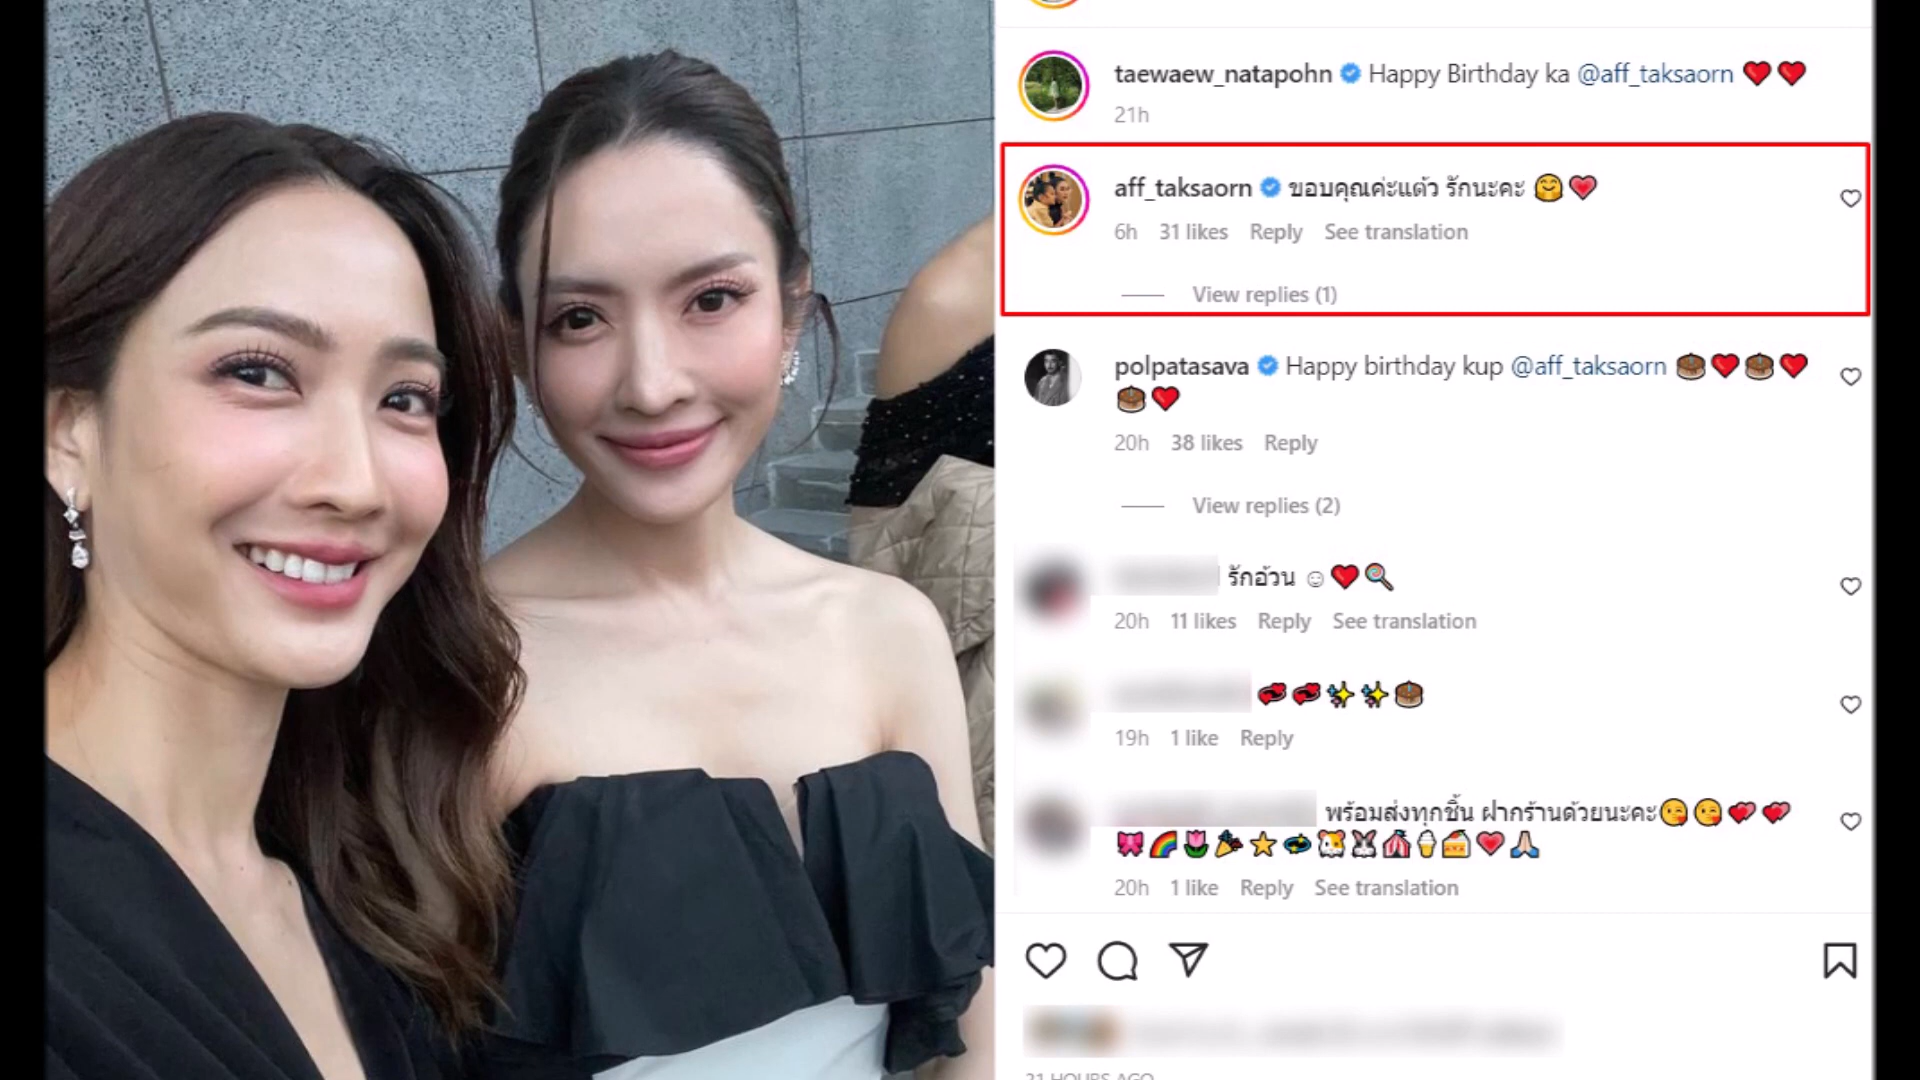 taewaew_natapohn Happy Birthday ka @aff_taksaorn ❤️❤️
21h
aff_taksaorn ขอบคุณค่ะแต้ว รักนะคะ 🤗💗
6h 31 likes Reply See translation
View replies (1)
polpatasava Happy birthday kup @aff_taksaorn 🎂❤️🎂❤️
🎂❤️
20h 38 likes Reply
View replies (2)
รักอ้วน ☺️❤️🍭
20h 11 likes Reply See translation
💞💞✨✨🎂
19h 1 like Reply
พร้อมส่งทุกชิ้น ฝากร้านด้วยนะคะ😘😘💕💕
🎀🌈🌷🎉⭐💫🐹🐰🎪🍦🍰💗🙏🏻
20h 1 like Reply See translation
21 HOURS AGO